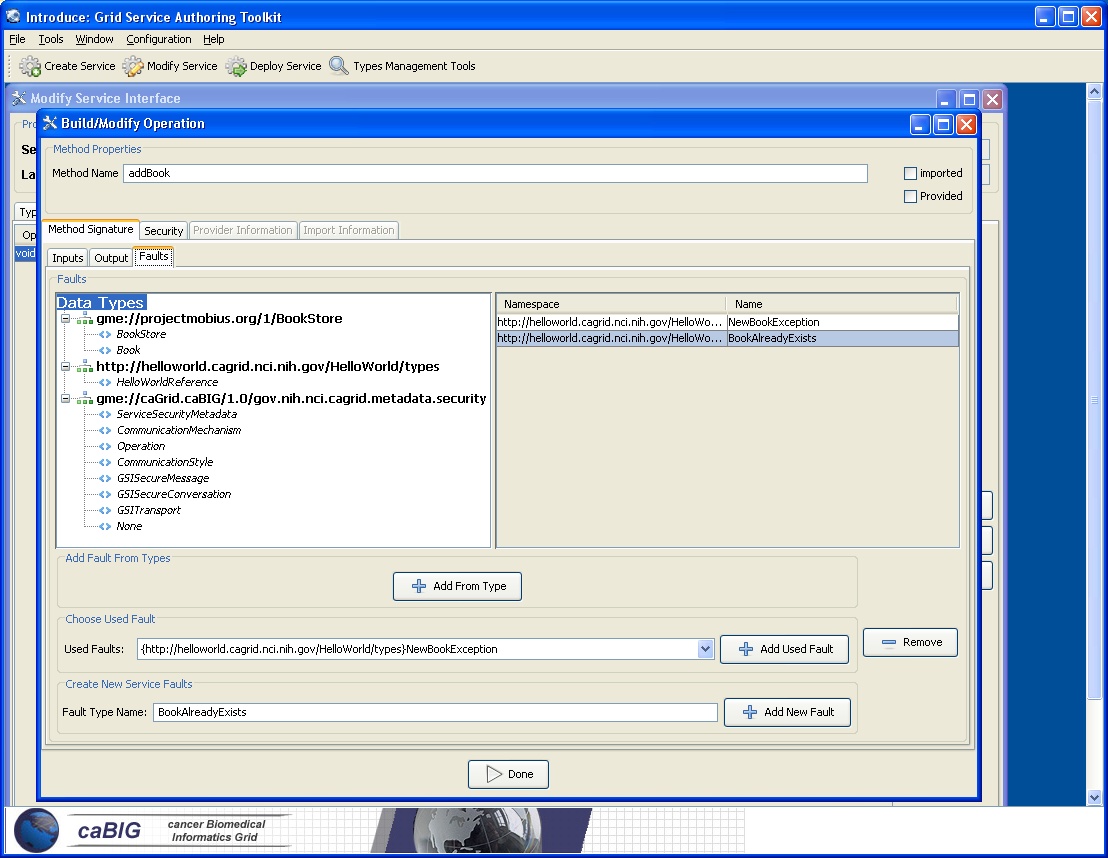 Introduce: Grid Service Authoring Toolkit
File Tools Window Configuration Help
Create Service Modify Service Deploy Service Types Management Tools
Modify Service Interface
Build/Modify Operation
Method Properties
Method Name addBook imported
Provided
Method Signature Security Provider Information Import Information
Inputs Output Faults
void
Faults
Data Types
gme://projectmobius.org/1/BookStore
BookStore
Book
http://helloworld.cagrid.nci.nih.gov/HelloWorld/types
HelloWorldReference
gme://caGrid.caBIG/1.0/gov.nih.nci.cagrid.metadata.security
ServiceSecurityMetadata
CommunicationMechanism
Operation
CommunicationStyle
GSISecureMessage
GSISecureConversation
GSITransport
None
Namespace Name
http://helloworld.cagrid.nci.nih.gov/HelloWo... NewBookException
http://helloworld.cagrid.nci.nih.gov/HelloWo... BookAlreadyExists
Add Fault From Types
Add From Type
Choose Used Fault
Used Faults: {http://helloworld.cagrid.nci.nih.gov/HelloWorld/types}NewBookException Add Used Fault Remove
Create New Service Faults
Fault Type Name: BookAlreadyExists Add New Fault
Done
caBIG cancer Biomedical
Informatics Grid